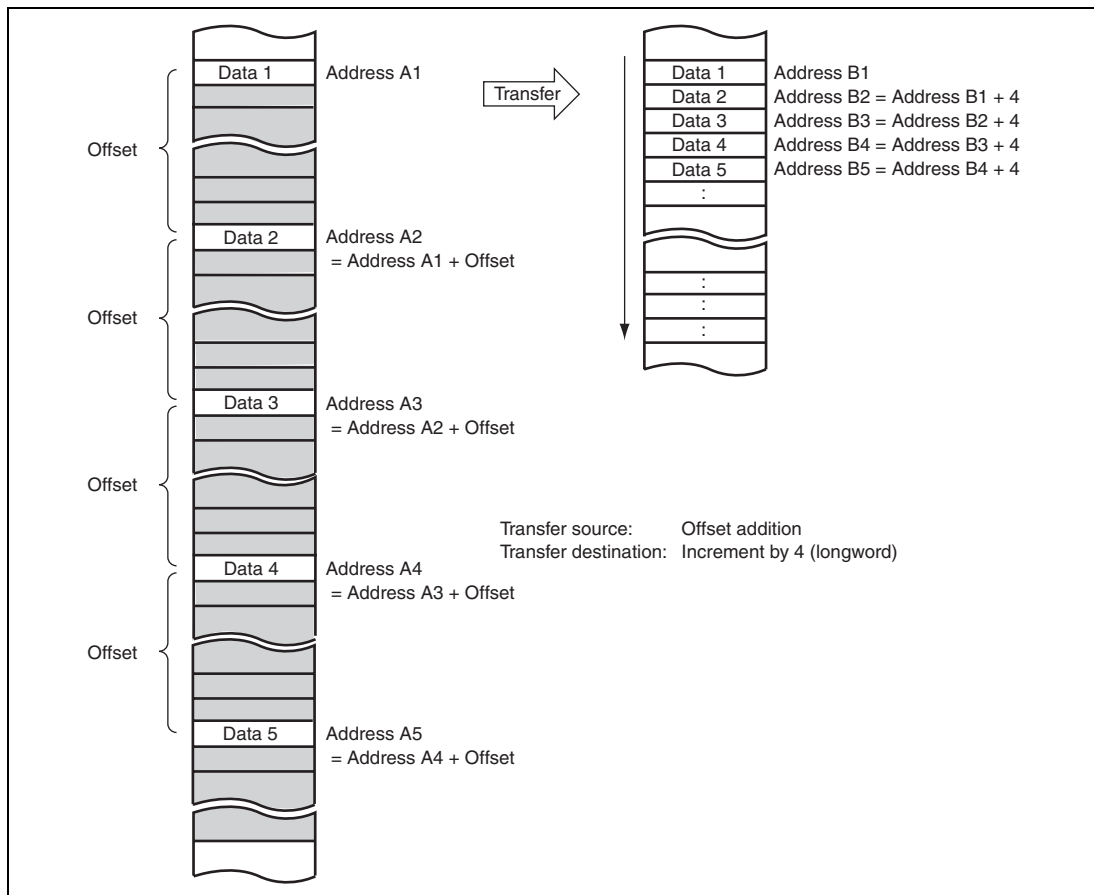 Data 1 Address A1
Offset
Data 2 Address A2
= Address A1 + Offset
Offset
Data 3 Address A3
= Address A2 + Offset
Offset
Data 4 Address A4
= Address A3 + Offset
Offset
Data 5 Address A5
= Address A4 + Offset
Transfer
Data 1 Address B1
Data 2 Address B2 = Address B1 + 4
Data 3 Address B3 = Address B2 + 4
Data 4 Address B4 = Address B3 + 4
Data 5 Address B5 = Address B4 + 4
:
:
:
:
Transfer source: Offset addition
Transfer destination: Increment by 4 (longword)